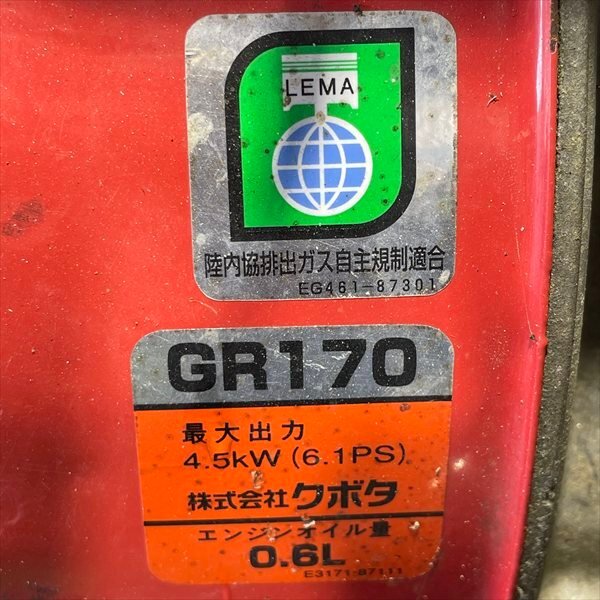 LEMA
陸内協排出ガス自主規制適合
EG461-87301
GR170
最大出力
4.5kW (6.1PS)
株式会社クボタ
エンジンオイル量
0.6L
E3171-87111